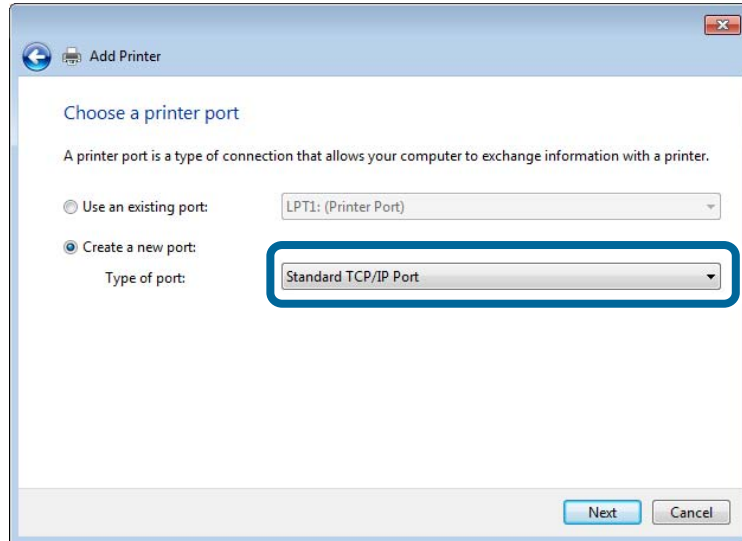 Add Printer
Choose a printer port
A printer port is a type of connection that allows your computer to exchange information with a printer.
Use an existing port: LPT1: (Printer Port)
Create a new port:
Type of port: Standard TCP/IP Port
Next Cancel